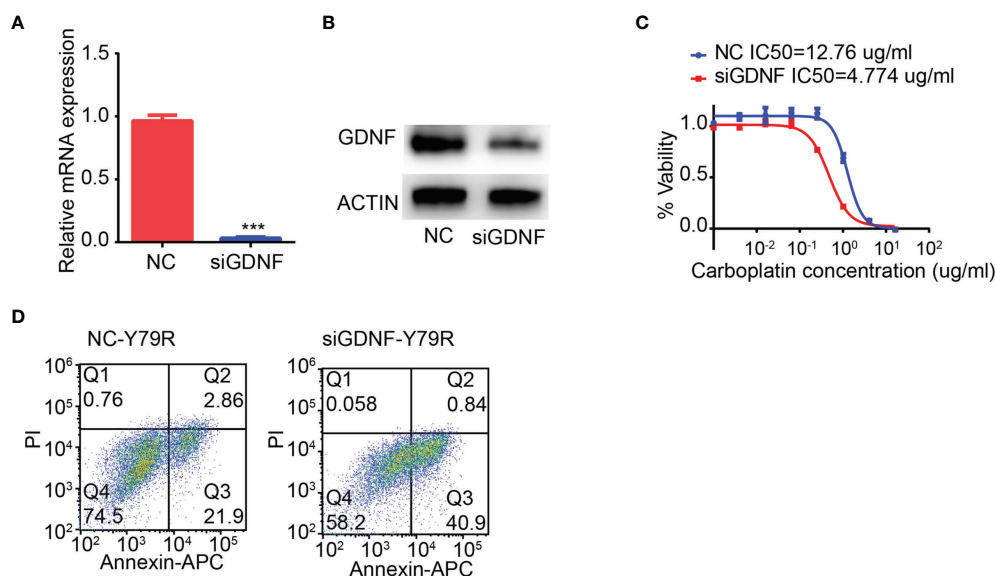 A
Relative mRNA expression
1.5
1.0
0.5
0.0
***
NC
siGDNF
B
GDNF
ACTIN
NC
siGDNF
C
NC IC50=12.76 ug/ml
siGDNF IC50=4.774 ug/ml
% Viability
1.0
0.5
0.0
10-2
10-1
100
101
102
Carboplatin concentration (ug/ml)
D
NC-Y79R
PI
106
105
104
103
102
Q1
0.76
Q2
2.86
Q4
74.5
Q3
21.9
102
103
104
105
Annexin-APC
siGDNF-Y79R
PI
106
105
104
103
102
Q1
0.058
Q2
0.84
Q4
58.2
Q3
40.9
102
103
104
105
Annexin-APC